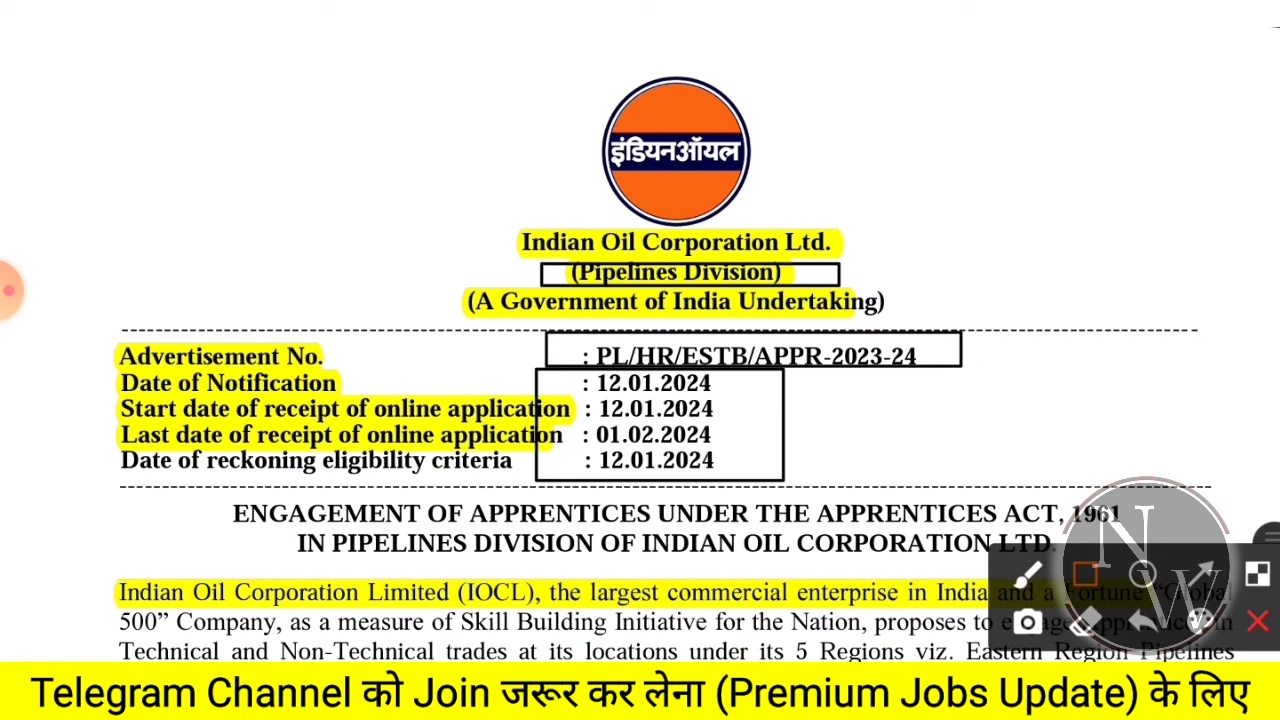 इंडियनऑयल
Indian Oil Corporation Ltd.
(Pipelines Division)
(A Government of India Undertaking)
Advertisement No. : PL/HR/ESTB/APPR-2023-24
Date of Notification : 12.01.2024
Start date of receipt of online application : 12.01.2024
Last date of receipt of online application : 01.02.2024
Date of reckoning eligibility criteria : 12.01.2024
ENGAGEMENT OF APPRENTICES UNDER THE APPRENTICES ACT, 1961
IN PIPELINES DIVISION OF INDIAN OIL CORPORATION LTD.
Indian Oil Corporation Limited (IOCL), the largest commercial enterprise in India and a Fortune “Global
500” Company, as a measure of Skill Building Initiative for the Nation, proposes to in
Technical and Non-Technical trades at its locations under its 5 Regions viz. Eastern Region Pipelines
N W
Telegram Channel को Join जरूर कर लेना (Premium Jobs Update) के लिए